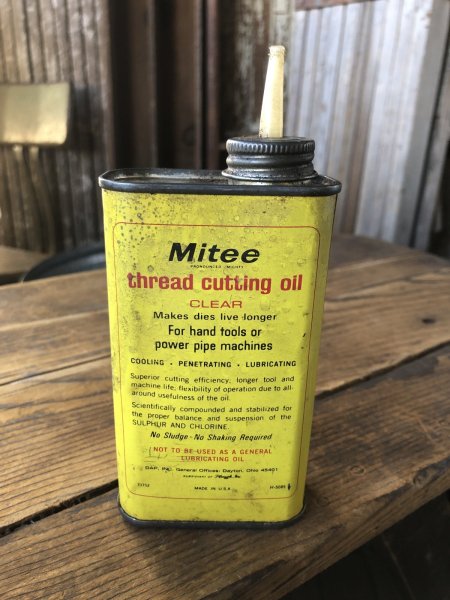 Mitee
PRONOUNCED MIGHTY
thread cutting oil
CLEAR
Makes dies live longer
For hand tools or
power pipe machines
COOLING • PENETRATING • LUBRICATING
Superior cutting efficiency, longer tool and
machine life, flexibility of operation due to all-
around usefulness of the oil.
Scientifically compounded and stabilized for
the proper balance and suspension of the
SULPHUR AND CHLORINE.
No Sludge - No Shaking Required
NOT TO BE USED AS A GENERAL
LUBRICATING OIL
DAP, INC. General Offices: Dayton, Ohio 45401
SUBSIDIARY OF
MADE IN U.S.A.